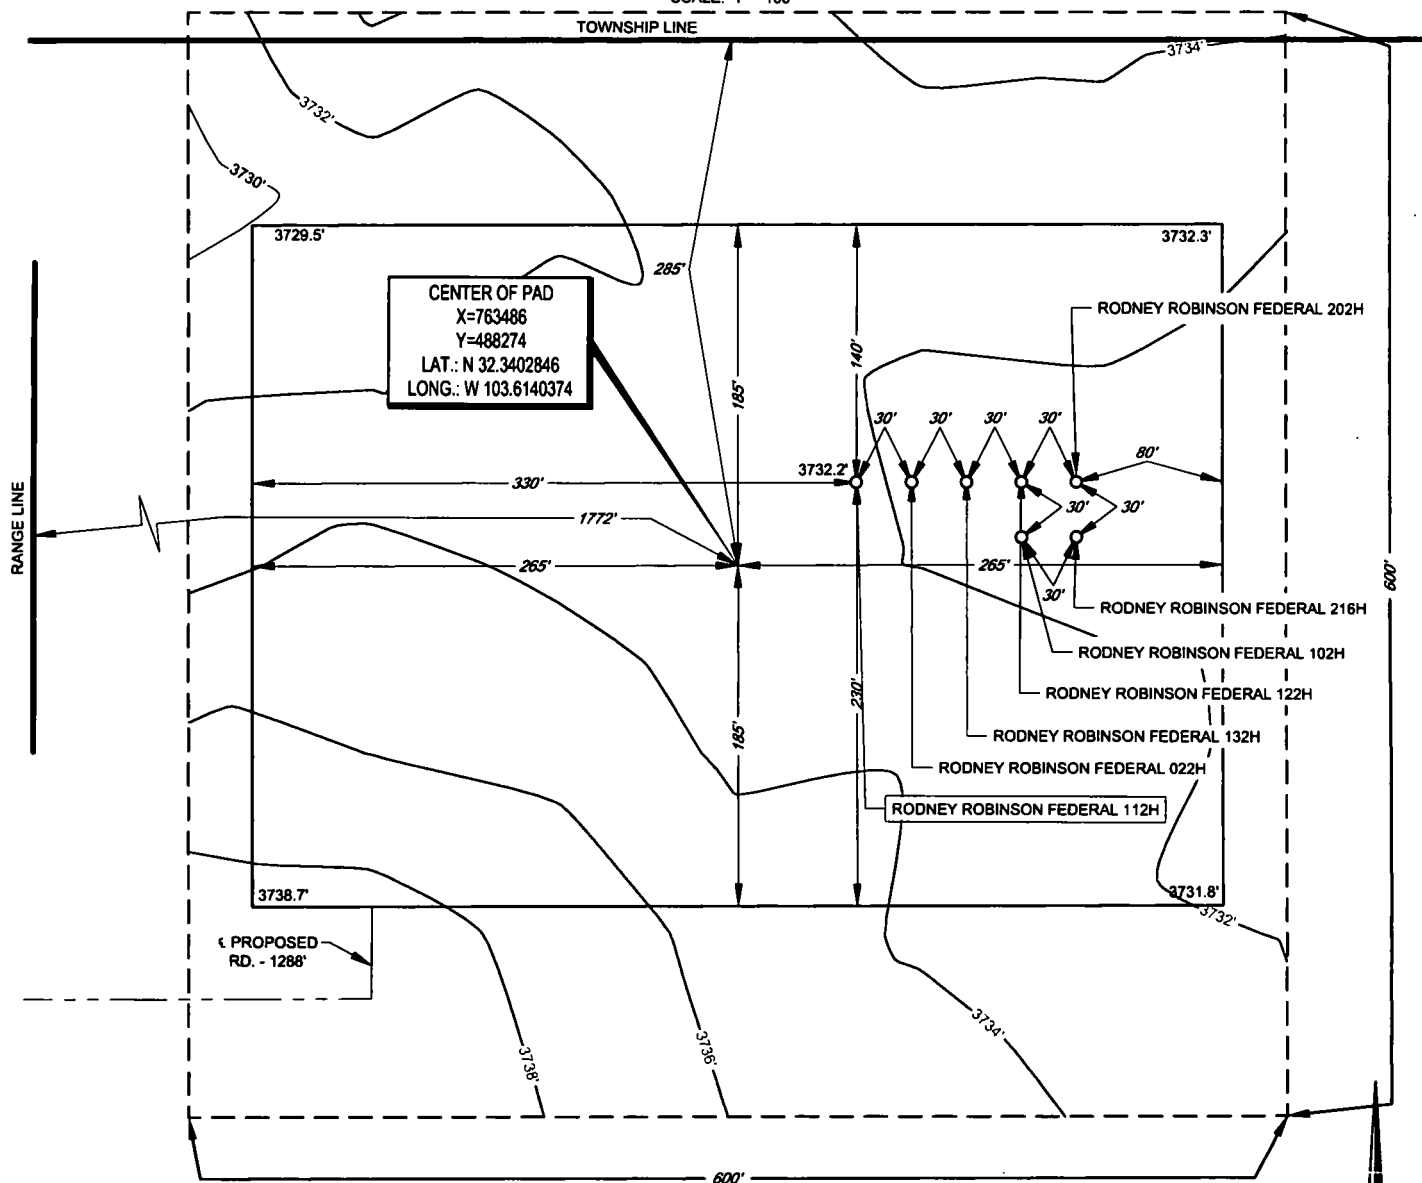 TOWNSHIP LINE
3734'
3732'
3730'
3729.5'
3732.3'
285'
CENTER OF PAD
X=763486
Y=488274
LAT.: N 32.3402846
LONG.: W 103.6140374
RODNEY ROBINSON FEDERAL 202H
185'
140'
30'
30'
30'
30'
80'
3732.2'
330'
30'
30'
RANGE LINE
1772'
265'
265'
30'
600'
RODNEY ROBINSON FEDERAL 216H
RODNEY ROBINSON FEDERAL 102H
RODNEY ROBINSON FEDERAL 122H
230'
185'
RODNEY ROBINSON FEDERAL 132H
RODNEY ROBINSON FEDERAL 022H
RODNEY ROBINSON FEDERAL 112H
3738.7'
3731.8'
3732'
℄ PROPOSED
RD. - 1288'
3734'
3736'
3738'
600'